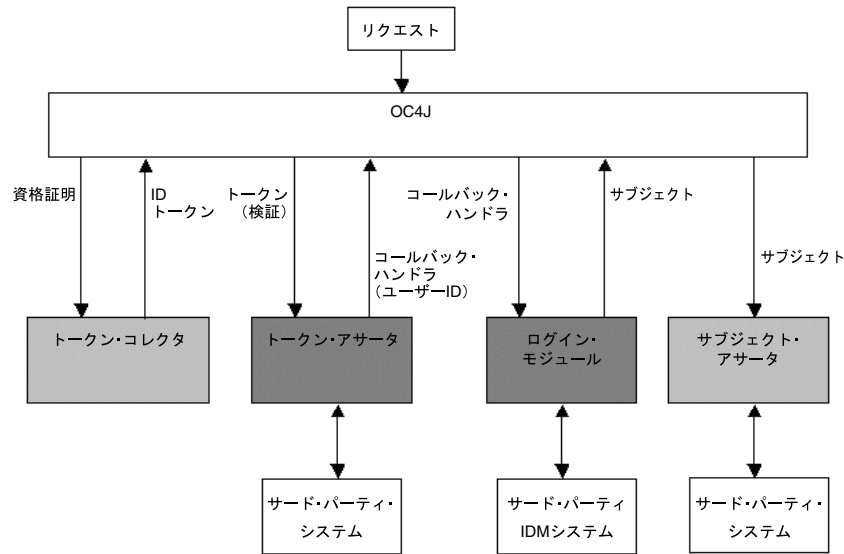 リクエスト
OC4J
資格証明
ID
トークン
トークン
（検証）
コールバック・
ハンドラ
（ユーザーID）
コールバック・
ハンドラ
サブジェクト
サブジェクト
トークン・コレクタ
トークン・アサータ
ログイン・
モジュール
サブジェクト・
アサータ
サード・パーティ・
システム
サード・パーティ
IDMシステム
サード・パーティ・
システム